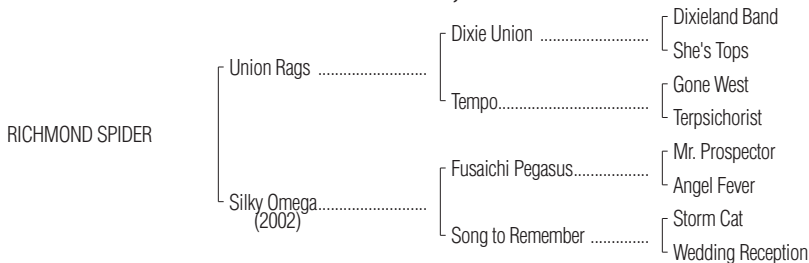 Dixieland Band
Dixie Union ..........................
She's Tops
Union Rags ..........................
Gone West
Tempo....................................
Terpsichorist
RICHMOND SPIDER
Mr. Prospector
Fusaichi Pegasus..................
Angel Fever
Silky Omega..........................
(2002)
Storm Cat
Song to Remember ..............
Wedding Reception